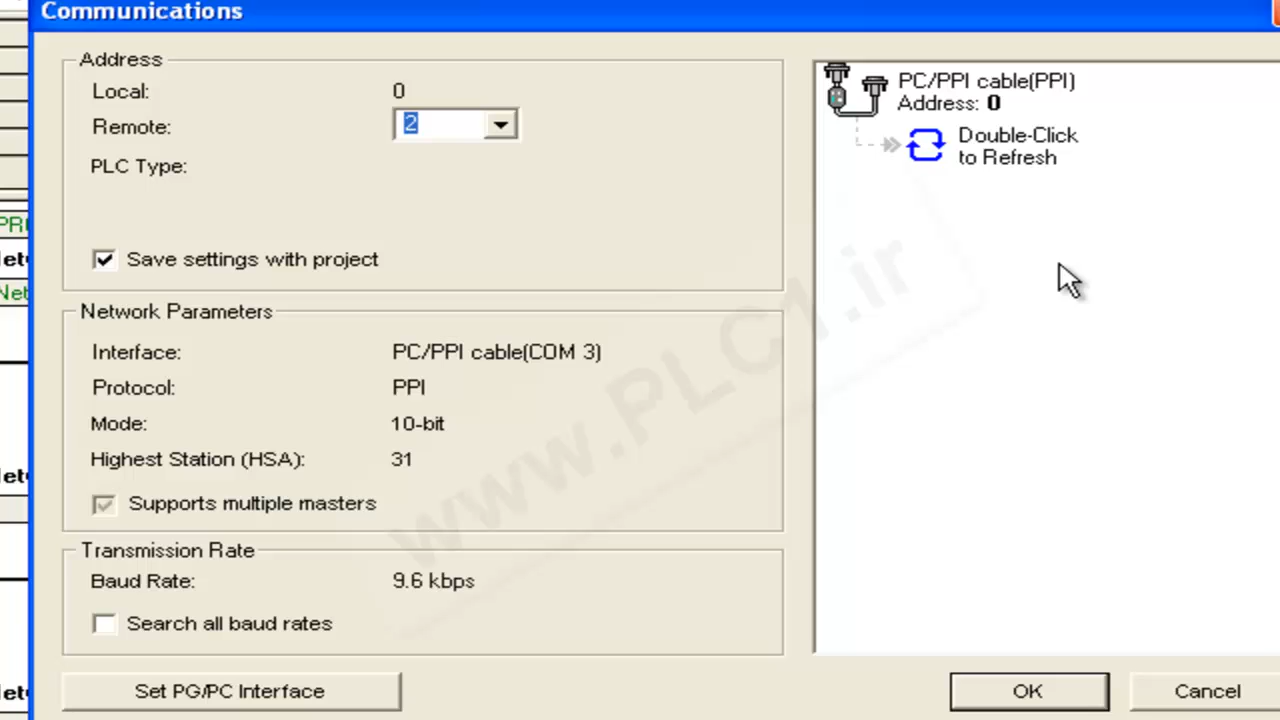 Communications
Address
Local: 0
Remote: 2
PLC Type:
Save settings with project
Network Parameters
Interface: PC/PPI cable(COM 3)
Protocol: PPI
Mode: 10-bit
Highest Station (HSA): 31
Supports multiple masters
Transmission Rate
Baud Rate: 9.6 kbps
Search all baud rates
Set PG/PC Interface
PC/PPI cable(PPI)
Address: 0
Double-Click
to Refresh
OK
Cancel
www.PLC1.ir